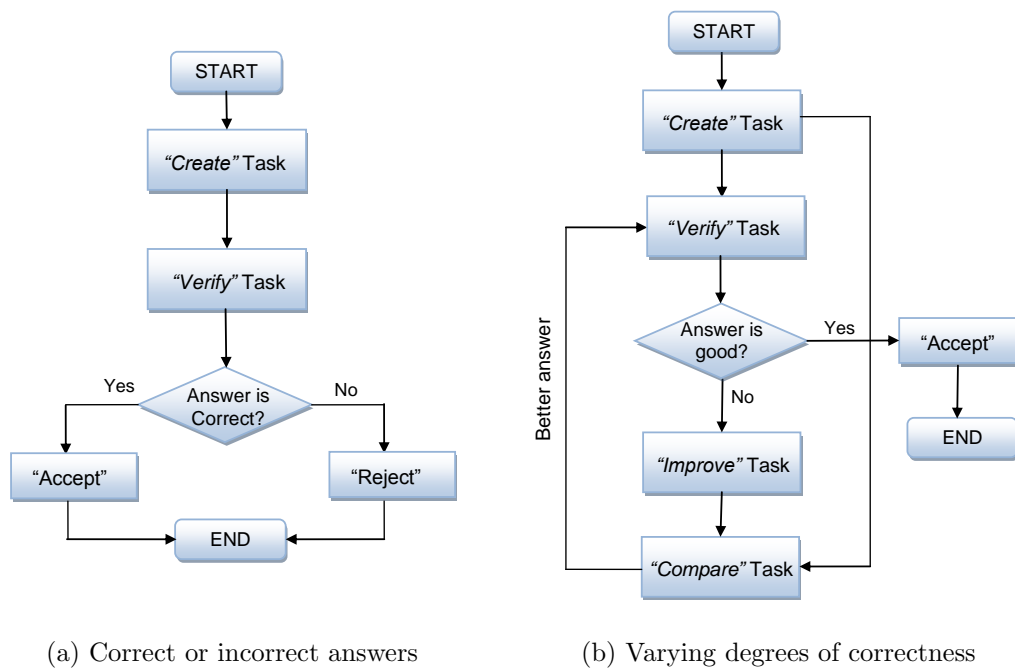 START
“Create” Task
“Verify” Task
Answer is
Correct?
Yes
No
“Accept”
“Reject”
END
(a) Correct or incorrect answers
START
“Create” Task
“Verify” Task
Answer is
good?
Yes
No
“Accept”
END
“Improve” Task
“Compare” Task
Better answer
(b) Varying degrees of correctness